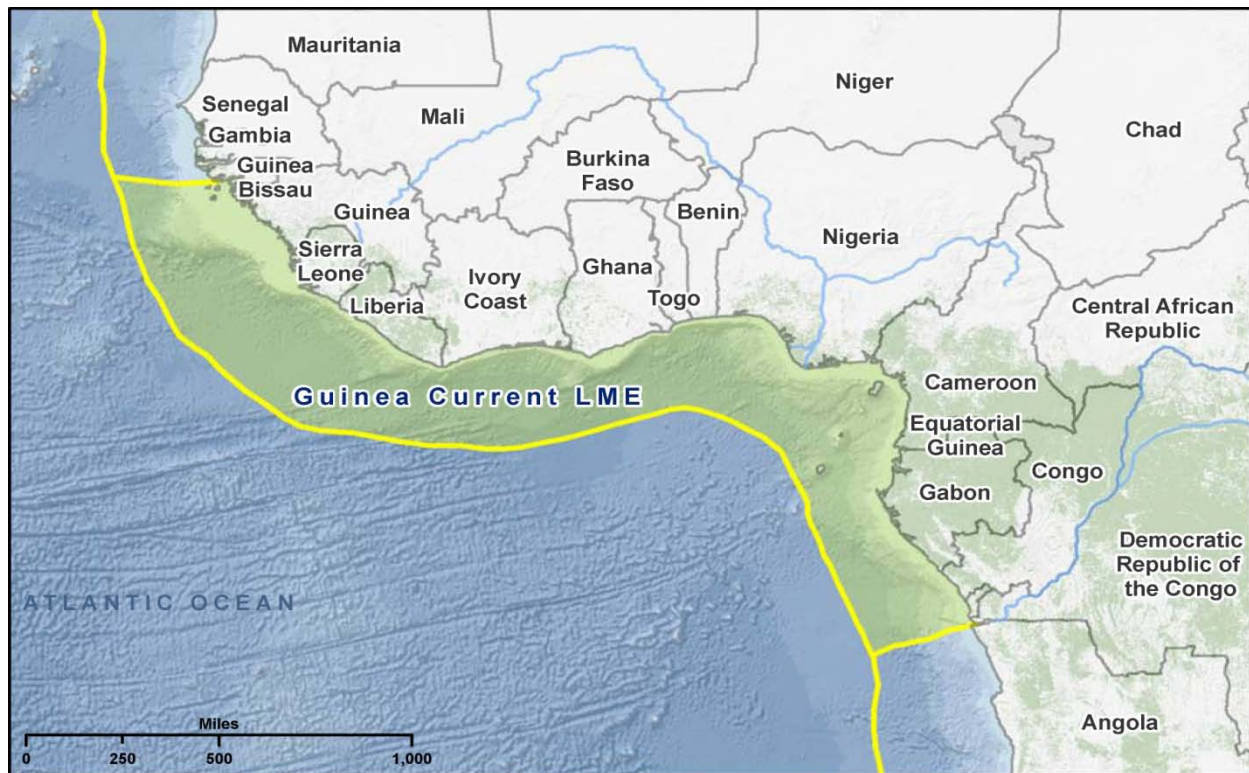 Mauritania
Niger
Senegal
Mali
Chad
Gambia
Burkina
Faso
Guinea
Bissau
Benin
Guinea
Nigeria
Sierra
Leone
Ivory
Coast
Ghana
Togo
Liberia
Central African
Republic
Guinea Current LME
Cameroon
Equatorial
Guinea
Congo
Gabon
Democratic
Republic of
the Congo
ATLANTIC OCEAN
Angola
Miles
0 250 500 1,000